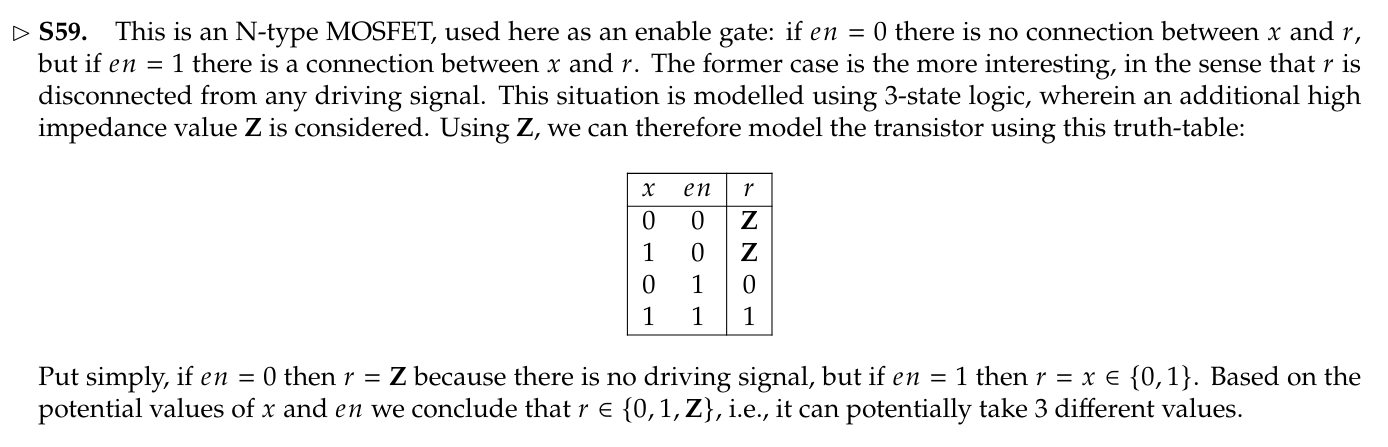 ▷ S59. This is an N-type MOSFET, used here as an enable gate: if en = 0 there is no connection between x and r,
but if en = 1 there is a connection between x and r. The former case is the more interesting, in the sense that r is
disconnected from any driving signal. This situation is modelled using 3-state logic, wherein an additional high
impedance value Z is considered. Using Z, we can therefore model the transistor using this truth-table:
x en r
0 0 Z
1 0 Z
0 1 0
1 1 1
Put simply, if en = 0 then r = Z because there is no driving signal, but if en = 1 then r = x ∈ {0, 1}. Based on the
potential values of x and en we conclude that r ∈ {0, 1, Z}, i.e., it can potentially take 3 different values.